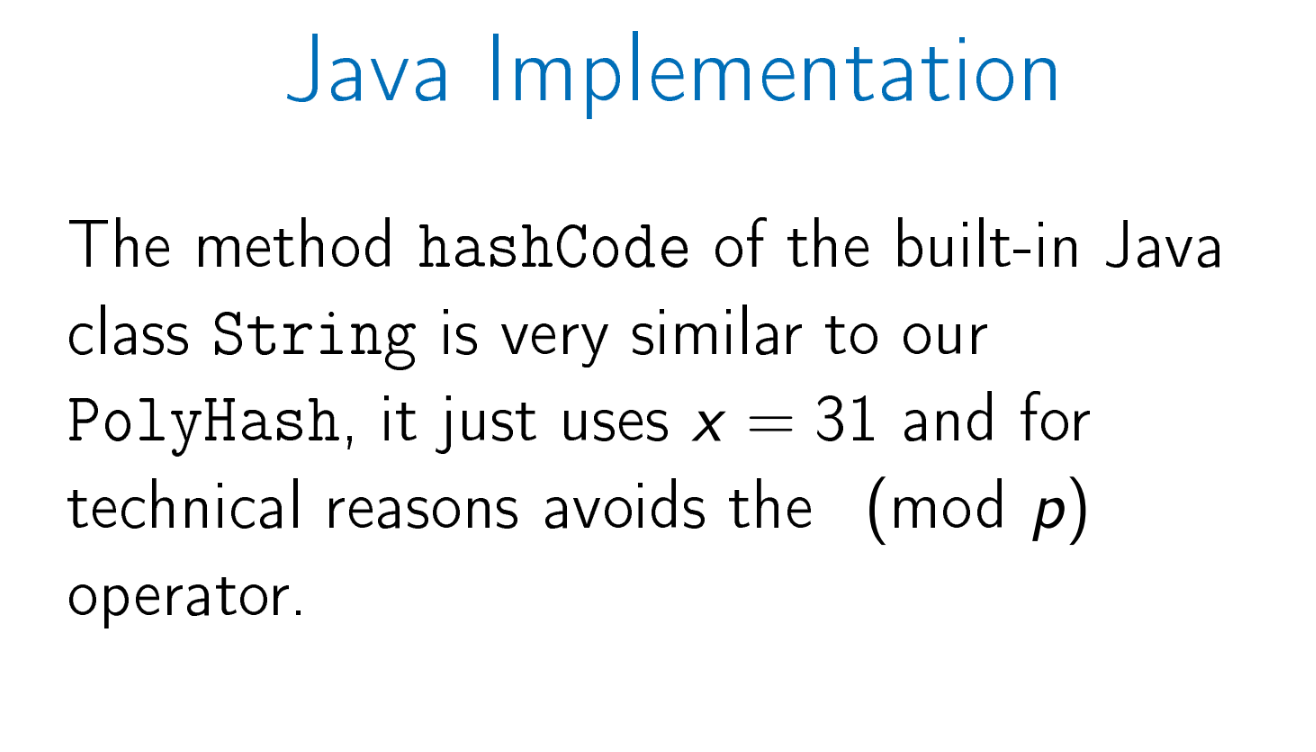 Java Implementation
The method hashCode of the built-in Java
class String is very similar to our
PolyHash, it just uses x = 31 and for
technical reasons avoids the (mod p)
operator.